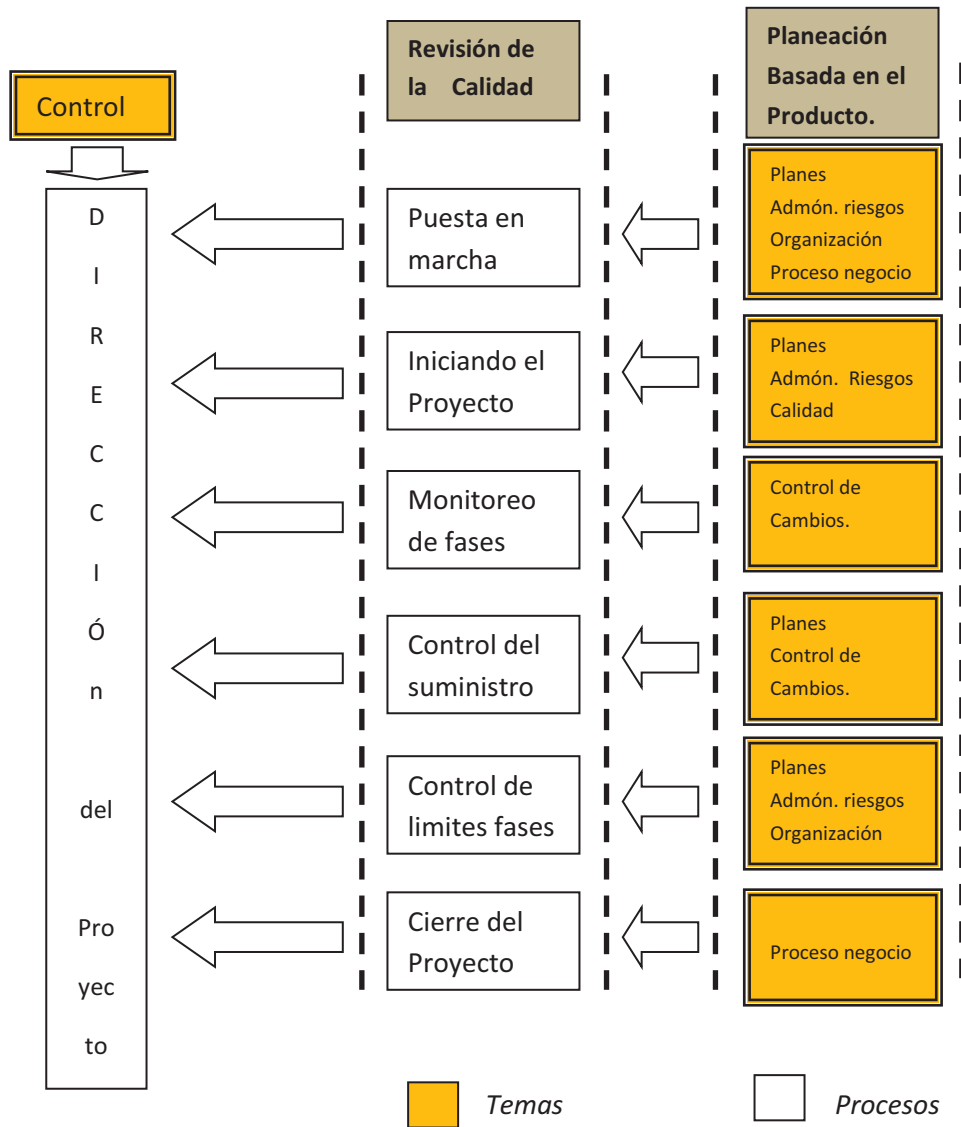 Control
D
I
R
E
C
C
I
Ó
n
del
Pro
yec
to
Revisión de
la Calidad
Puesta en
marcha
Iniciando el
Proyecto
Monitoreo
de fases
Control del
suministro
Control de
limites fases
Cierre del
Proyecto
Planeación
Basada en el
Producto.
Planes
Admón. riesgos
Organización
Proceso negocio
Planes
Admón. Riesgos
Calidad
Control de
Cambios.
Planes
Control de
Cambios.
Planes
Admón. riesgos
Organización
Proceso negocio
Temas
Procesos